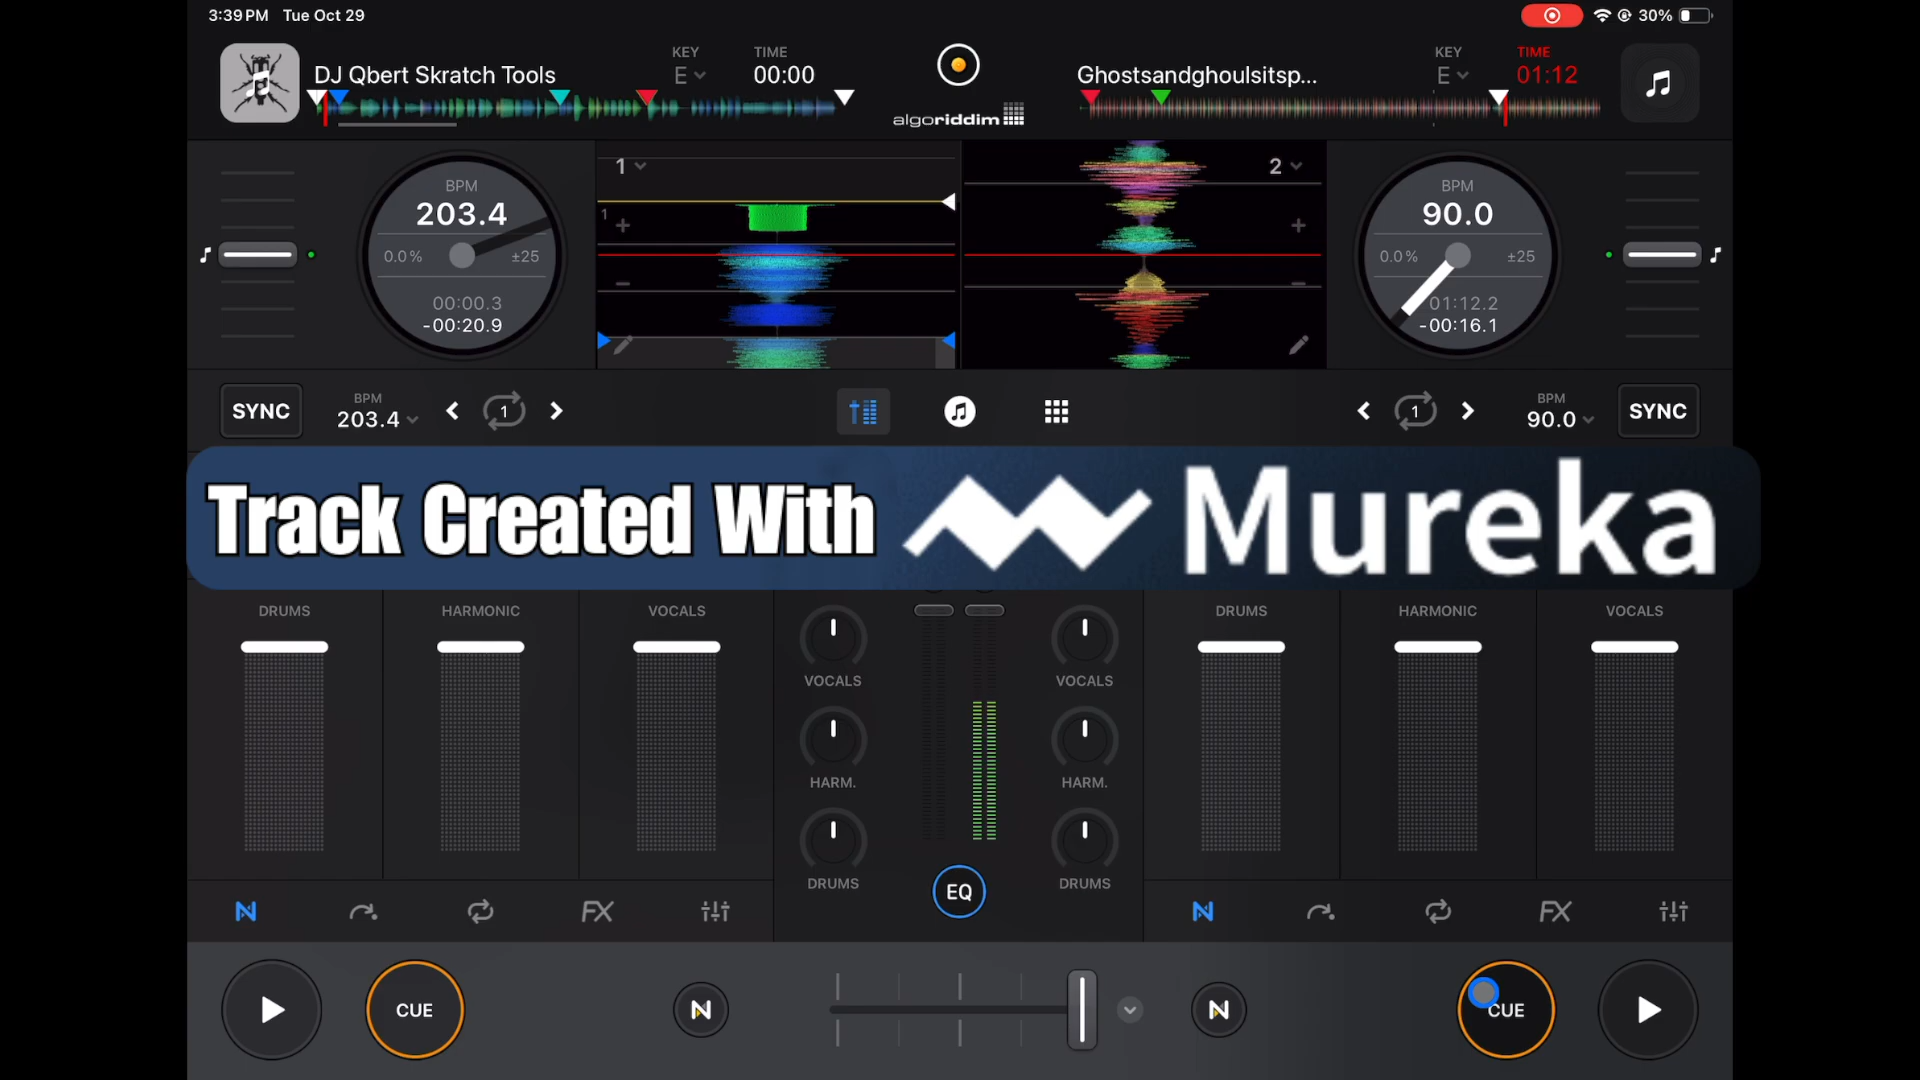 3:39 PM Tue Oct 29
30%
DJ Qbert Skratch Tools
KEY
E
TIME
00:00
algoriddim
Ghostsandghoulsitsp...
KEY
E
TIME
01:12
BPM
203.4
0.0%
±25
00:00.3
-00:20.9
1
1
2
BPM
90.0
0.0%
±25
01:12.2
-00:16.1
SYNC
BPM
203.4
1
1
BPM
90.0
SYNC
Track Created With Mureka
DRUMS
HARMONIC
VOCALS
VOCALS
HARM.
DRUMS
VOCALS
HARM.
DRUMS
EQ
DRUMS
HARMONIC
VOCALS
FX
FX
CUE
CUE